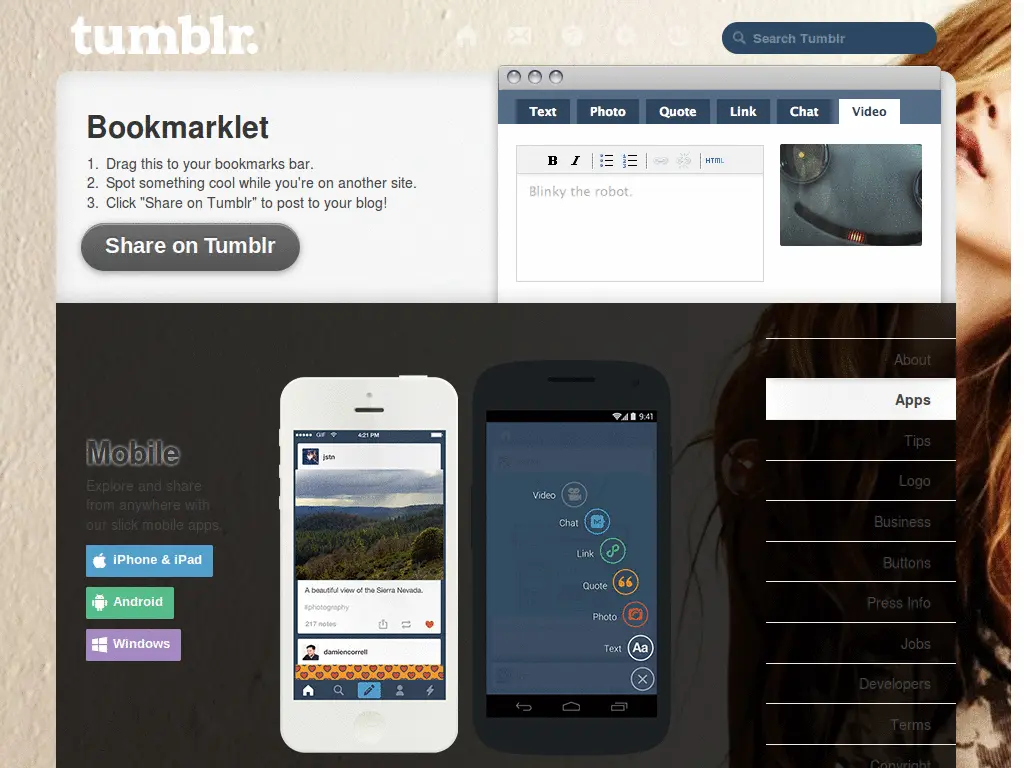 tumblr.
Search Tumblr
Bookmarklet
1. Drag this to your bookmarks bar.
2. Spot something cool while you're on another site.
3. Click "Share on Tumblr" to post to your blog!
Share on Tumblr
Text Photo Quote Link Chat Video
B I HTML
Blinky the robot.
Mobile
Explore and share
from anywhere with
our slick mobile apps.
iPhone & iPad
Android
Windows
GIF 4:21 PM
jstn
A beautiful view of the Sierra Nevada.
#photography
217 notes
damiencorrell
9:41
Video
Chat
Link
Quote
Photo
Text Aa
About
Apps
Tips
Logo
Business
Buttons
Press Info
Jobs
Developers
Terms
Copyright